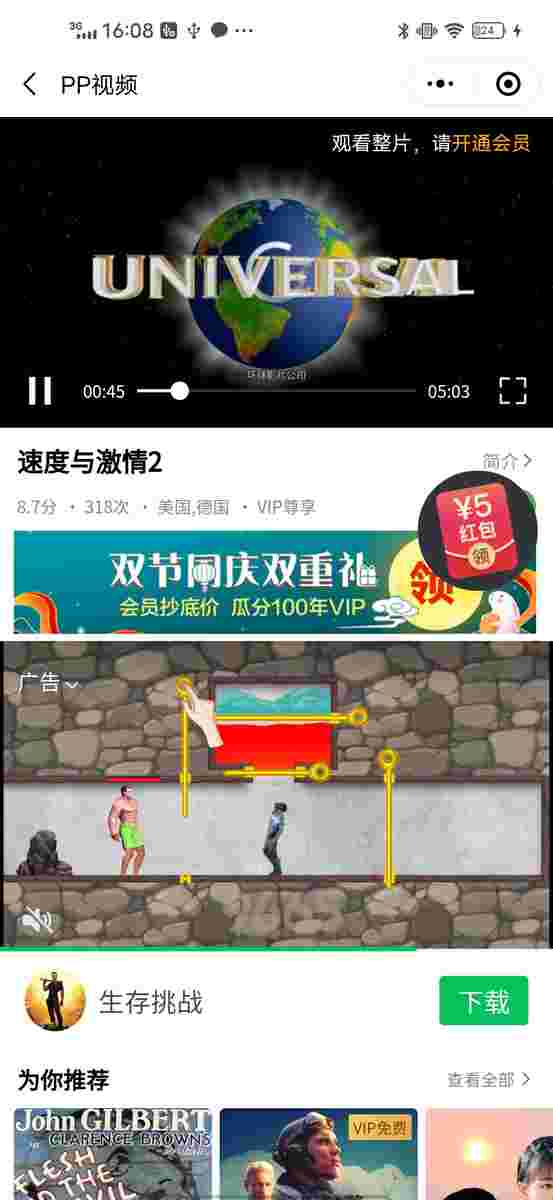 3G 16:08 24
PP视频
观看整片，请开通会员
UNIVERSAL
环球影片公司
00:45 05:03
速度与激情2 简介
8.7分 · 318次 · 美国,德国 · VIP尊享
¥5
红包
领
双节同庆双重礼
会员抄底价 瓜分100年VIP
领
广告
生存挑战 下载
为你推荐 查看全部
John GILBERT
CLARENCE BROWN'S
FLESH
AND THE
DEVIL
VIP免费